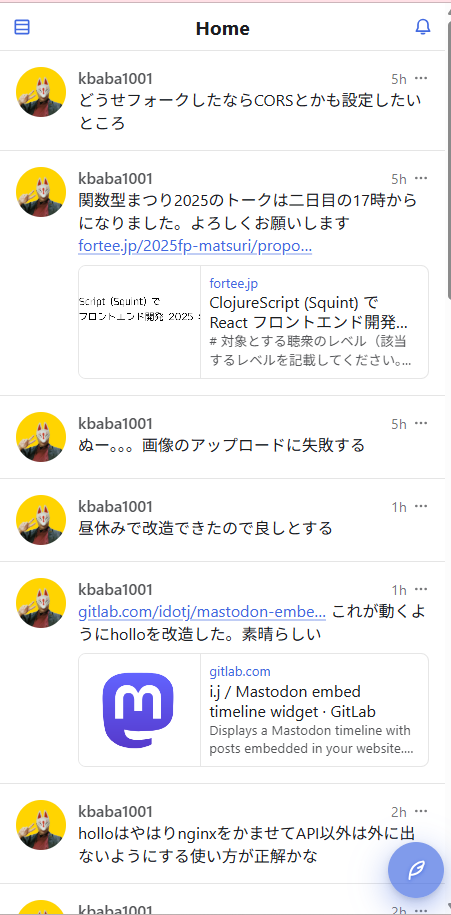 Home
kbaba1001
5h
どうせフォークしたならCORSとかも設定したい
ところ
kbaba1001
5h
関数型まつり2025のトークは二日目の17時から
になりました。よろしくお願いします
fortee.jp/2025fp-matsuri/propo…
Script (Squint) で
フロントエンド開発 2025
fortee.jp
ClojureScript (Squint) で
React フロントエンド開発…
# 対象とする聴衆のレベル（該当
するレベルを記載してください。…
kbaba1001
5h
ぬー。。。画像のアップロードに失敗する
kbaba1001
1h
昼休みで改造できたので良しとする
kbaba1001
1h
gitlab.com/idotj/mastodon-embe… これが動くよ
うにholloを改造した。素晴らしい
gitlab.com
i.j / Mastodon embed
timeline widget · GitLab
Displays a Mastodon timeline with
posts embedded in your website.…
kbaba1001
2h
holloはやはりnginxをかませてAPI以外は外に出
ないようにする使い方が正解かな
kbaba1001
2h